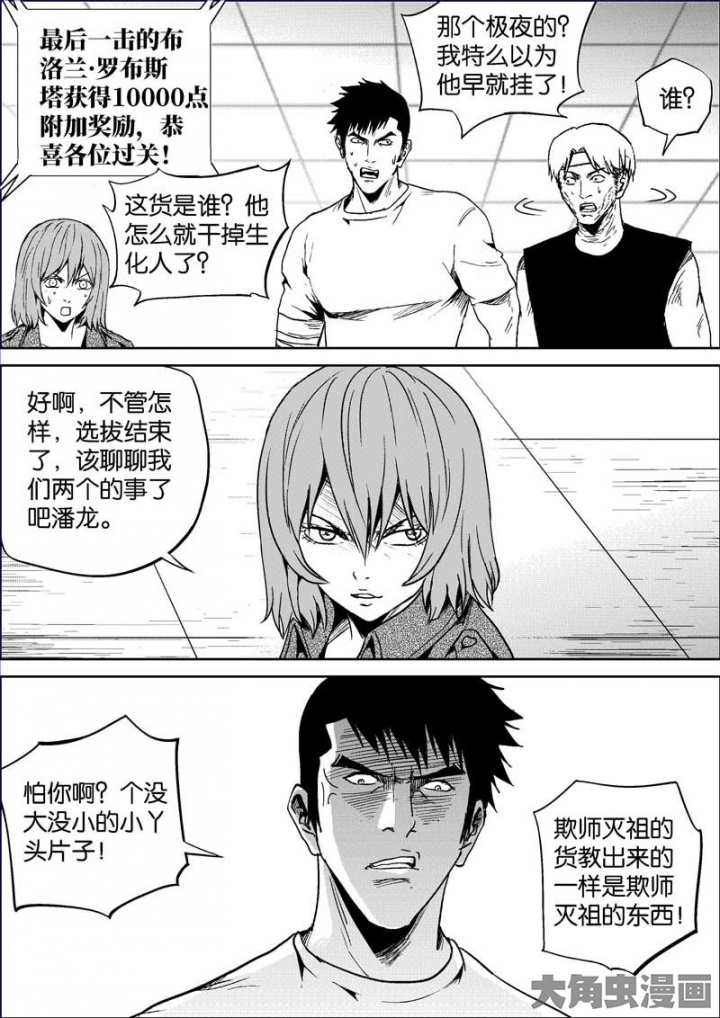 最后一击的布
洛兰·罗布斯
塔获得10000点
附加奖励，恭
喜各位过关！
那个极夜的？
我特么以为
他早就挂了！
谁？
这货是谁？他
怎么就干掉生
化人了？
好啊，不管怎
样，选拔结束
了，该聊聊我
们两个的事了
吧潘龙。
怕你啊？个没
大没小的小丫
头片子！
欺师灭祖的
货教出来的
一样是欺师
灭祖的东西！
大角虫漫画